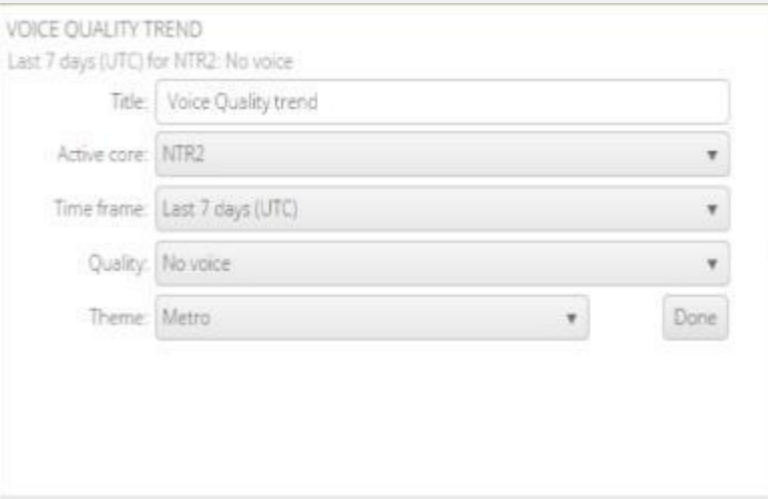 VOICE QUALITY TREND
Last 7 days (UTC) for NTR2: No voice
Title: Voice Quality trend
Active core: NTR2
Time frame: Last 7 days (UTC)
Quality: No voice
Theme: Metro Done